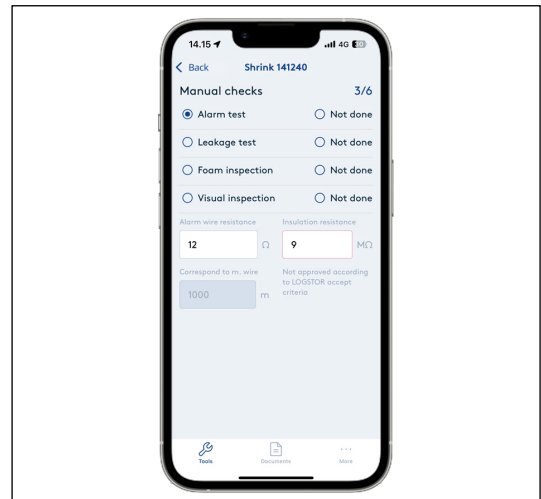 14.15 4G 20
Back Shrink 141240
Manual checks 3/6
Alarm test Not done
Leakage test Not done
Foam inspection Not done
Visual inspection Not done
Alarm wire resistance Insulation resistance
12 Ω 9 MΩ
Correspond to m. wire Not approved according
to LOGSTOR accept
criteria
1000 m
Tools Documents More